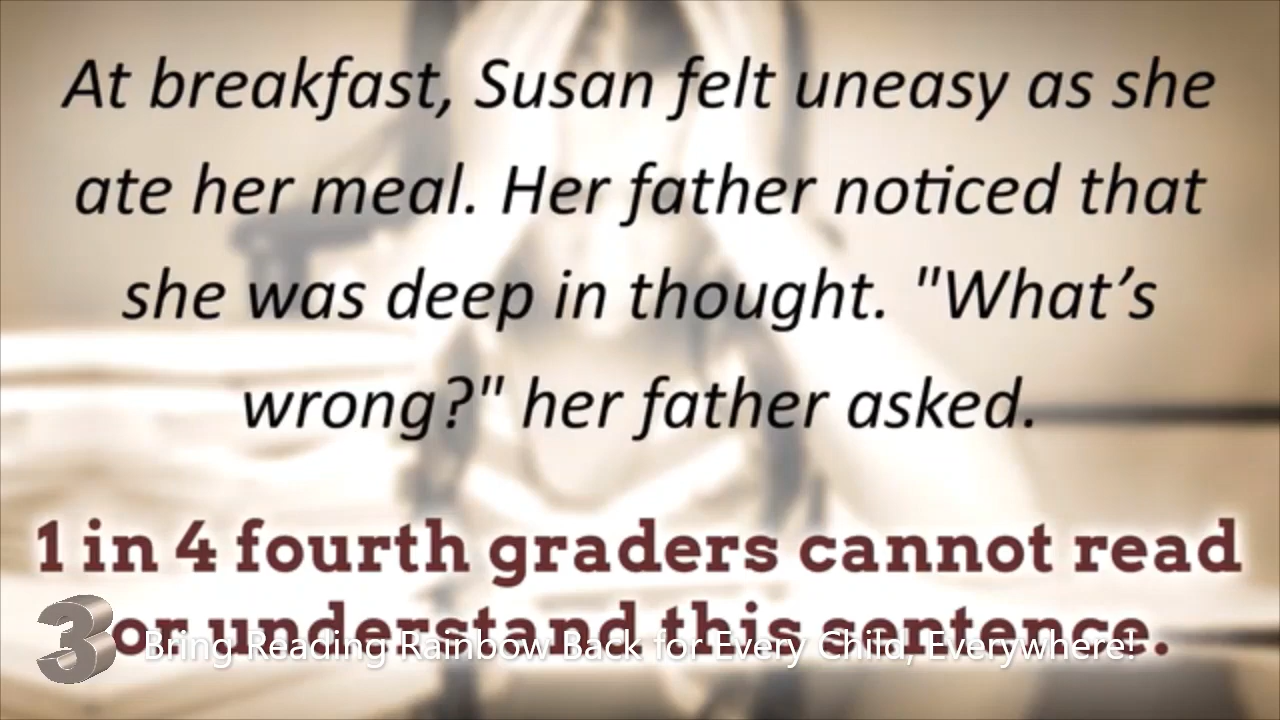 At breakfast, Susan felt uneasy as she
ate her meal. Her father noticed that
she was deep in thought. "What’s
wrong?" her father asked.
1 in 4 fourth graders cannot read
or understand this sentence.
3
Bring Reading Rainbow Back for Every Child, Everywhere!